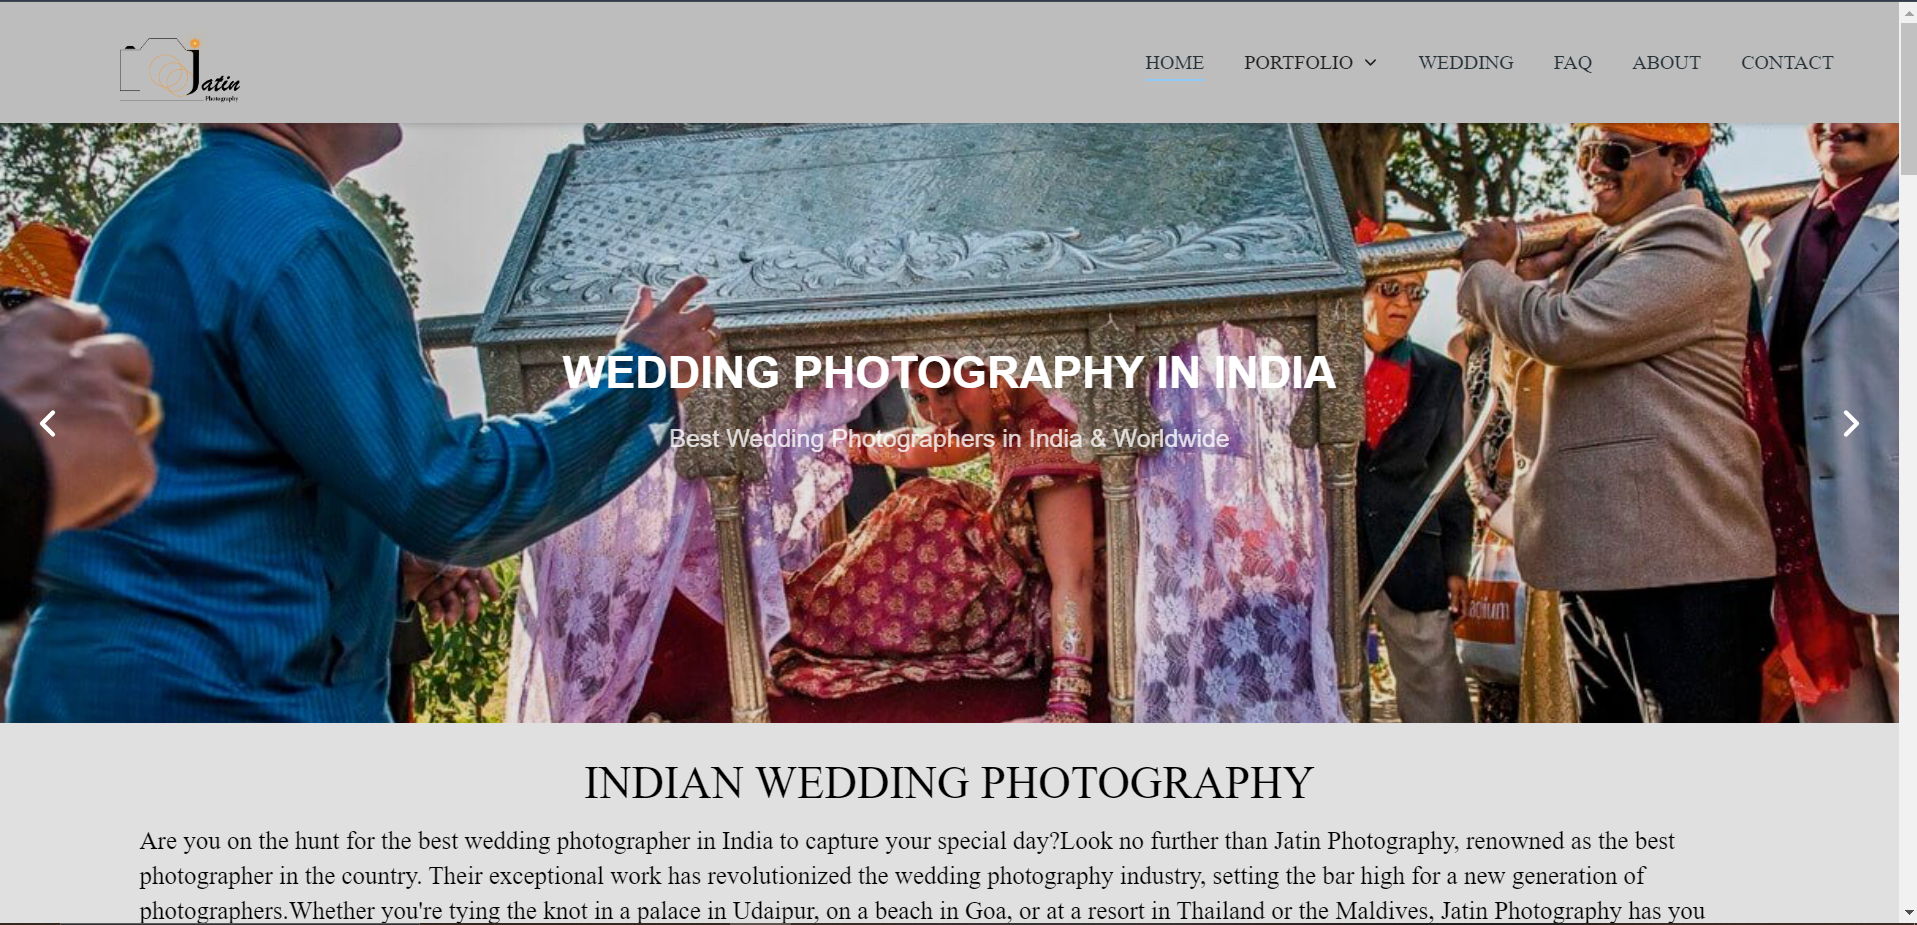 Jatin
Photography
HOME PORTFOLIO WEDDING FAQ ABOUT CONTACT
WEDDING PHOTOGRAPHY IN INDIA
Best Wedding Photographers in India & Worldwide
INDIAN WEDDING PHOTOGRAPHY
Are you on the hunt for the best wedding photographer in India to capture your special day?Look no further than Jatin Photography, renowned as the best
photographer in the country. Their exceptional work has revolutionized the wedding photography industry, setting the bar high for a new generation of
photographers.Whether you're tying the knot in a palace in Udaipur, on a beach in Goa, or at a resort in Thailand or the Maldives, Jatin Photography has you